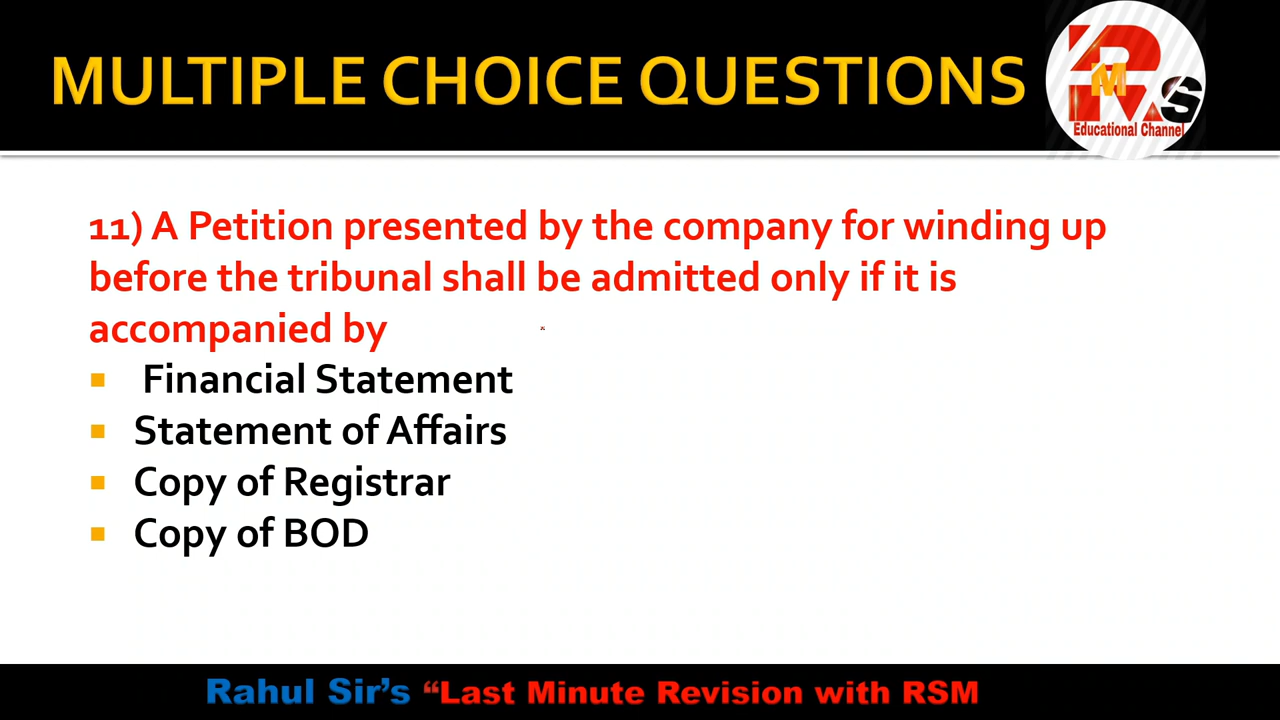 MULTIPLE CHOICE QUESTIONS
RMS
Educational Channel
11) A Petition presented by the company for winding up
before the tribunal shall be admitted only if it is
accompanied by
Financial Statement
Statement of Affairs
Copy of Registrar
Copy of BOD
Rahul Sir's “Last Minute Revision with RSM